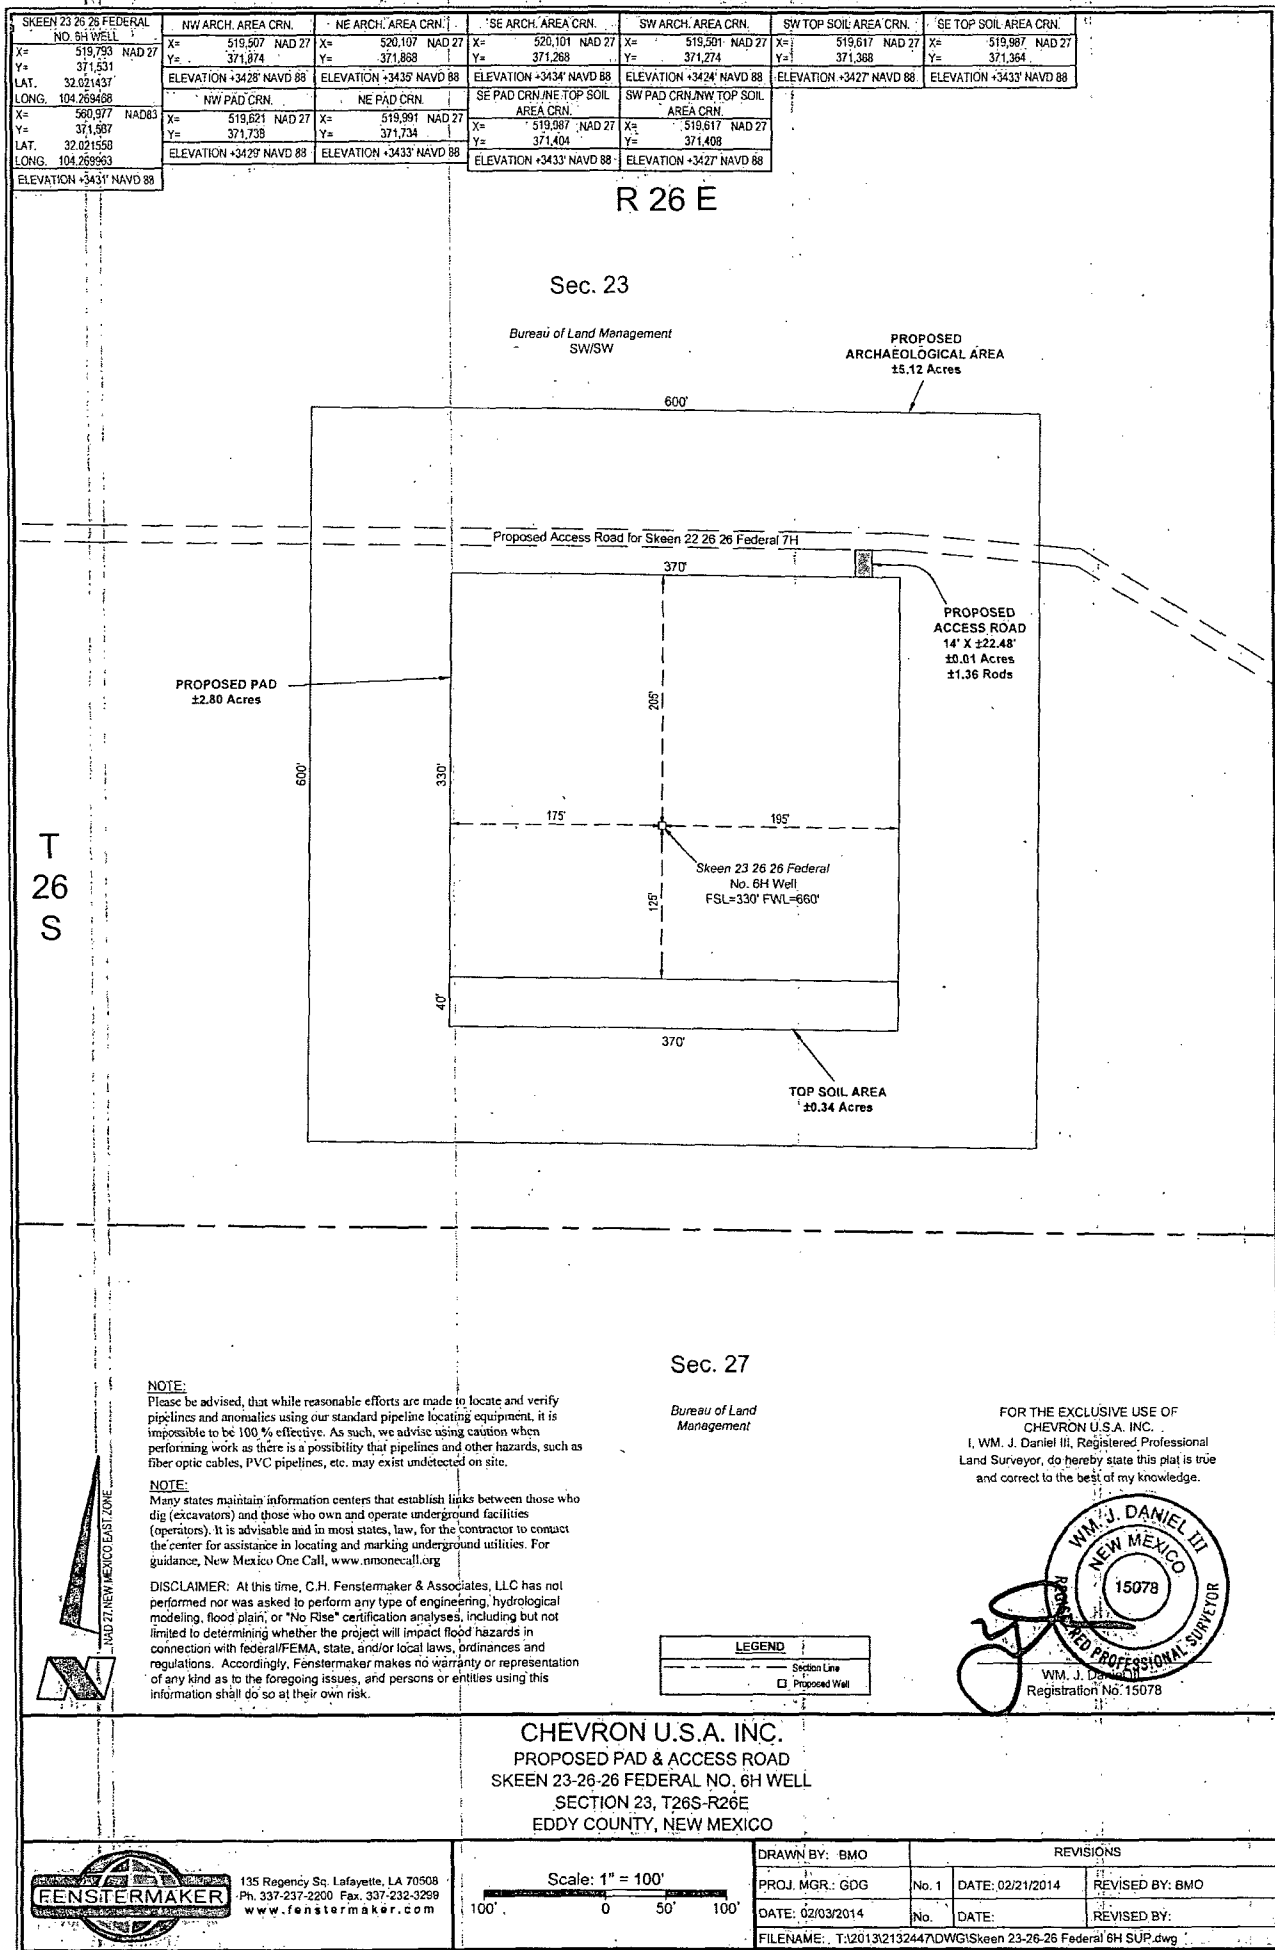 SKEEN 23 26 26 FEDERAL
NO. 6H WELL
X= 519,793 NAD 27
Y= 371,531
LAT. 32.021437
LONG. 104.269468
X= 560,977 NAD83
Y= 371,587
LAT. 32.021558
LONG. 104.269963
ELEVATION +3431' NAVD 88
NW ARCH. AREA CRN.
X= 519,507 NAD 27
Y= 371,874
ELEVATION +3428' NAVD 88
NE ARCH. AREA CRN.
X= 520,107 NAD 27
Y= 371,868
ELEVATION +3435' NAVD 88
SE ARCH. AREA CRN.
X= 520,101 NAD 27
Y= 371,268
ELEVATION +3434' NAVD 88
SW ARCH. AREA CRN.
X= 519,501 NAD 27
Y= 371,274
ELEVATION +3424' NAVD 88
SW TOP SOIL AREA CRN.
X= 519,617 NAD 27
Y= 371,368
ELEVATION +3427' NAVD 88
SE TOP SOIL AREA CRN.
X= 519,987 NAD 27
Y= 371,364
ELEVATION +3433' NAVD 88
NW PAD CRN.
X= 519,621 NAD 27
Y= 371,738
ELEVATION +3429' NAVD 88
NE PAD CRN.
X= 519,991 NAD 27
Y= 371,734
ELEVATION +3433' NAVD 88
SE PAD CRN./NE TOP SOIL
AREA CRN.
X= 519,987 NAD 27
Y= 371,404
ELEVATION +3433' NAVD 88
SW PAD CRN./NW TOP SOIL
AREA CRN.
X= 519,617 NAD 27
Y= 371,408
ELEVATION +3427' NAVD 88
R 26 E
Sec. 23
Bureau of Land Management
SW/SW
PROPOSED
ARCHAEOLOGICAL AREA
±5.12 Acres
600'
Proposed Access Road for Skeen 22 26 26 Federal 7H
370'
PROPOSED
ACCESS ROAD
14' X ±22.48'
±0.01 Acres
±1.36 Rods
PROPOSED PAD
±2.80 Acres
205'
600'
330'
175'
195'
T
26
S
Skeen 23 26 26 Federal
No. 6H Well
FSL=330' FWL=660'
125'
40'
370'
TOP SOIL AREA
±0.34 Acres
Sec. 27
Bureau of Land
Management
NOTE:
Please be advised, that while reasonable efforts are made to locate and verify
pipelines and anomalies using our standard pipeline locating equipment, it is
impossible to be 100 % effective. As such, we advise using caution when
performing work as there is a possibility that pipelines and other hazards, such as
fiber optic cables, PVC pipelines, etc. may exist undetected on site.
NOTE:
Many states maintain information centers that establish links between those who
dig (excavators) and those who own and operate underground facilities
(operators). It is advisable and in most states, law, for the contractor to contact
the center for assistance in locating and marking underground utilities. For
guidance, New Mexico One Call, www.nmonecall.org
DISCLAIMER: At this time, C.H. Fenstermaker & Associates, LLC has not
performed nor was asked to perform any type of engineering, hydrological
modeling, flood plain, or "No Rise" certification analyses, including but not
limited to determining whether the project will impact flood hazards in
connection with federal/FEMA, state, and/or local laws, ordinances and
regulations. Accordingly, Fenstermaker makes no warranty or representation
of any kind as to the foregoing issues, and persons or entities using this
information shall do so at their own risk.
NAD 27, NEW MEXICO EAST ZONE
FOR THE EXCLUSIVE USE OF
CHEVRON U.S.A. INC.
I, WM. J. Daniel III, Registered Professional
Land Surveyor, do hereby state this plat is true
and correct to the best of my knowledge.
WM. J. DANIEL III
NEW MEXICO
15078
REGISTERED PROFESSIONAL SURVEYOR
WM. J. Daniel III
Registration No. 15078
LEGEND
Section Line
Proposed Well
CHEVRON U.S.A. INC.
PROPOSED PAD & ACCESS ROAD
SKEEN 23-26-26 FEDERAL NO. 6H WELL
SECTION 23, T26S-R26E
EDDY COUNTY, NEW MEXICO
FENSTERMAKER
135 Regency Sq. Lafayette, LA 70508
Ph. 337-237-2200 Fax. 337-232-3299
www.fenstermaker.com
Scale: 1" = 100'
100' 0 50' 100'
DRAWN BY: BMO
REVISIONS
PROJ. MGR.: GDG
No. 1 DATE: 02/21/2014 REVISED BY: BMO
DATE: 02/03/2014
No. DATE: REVISED BY:
FILENAME: T:\2013\2132447\DWG\Skeen 23-26-26 Federal 6H SUP.dwg